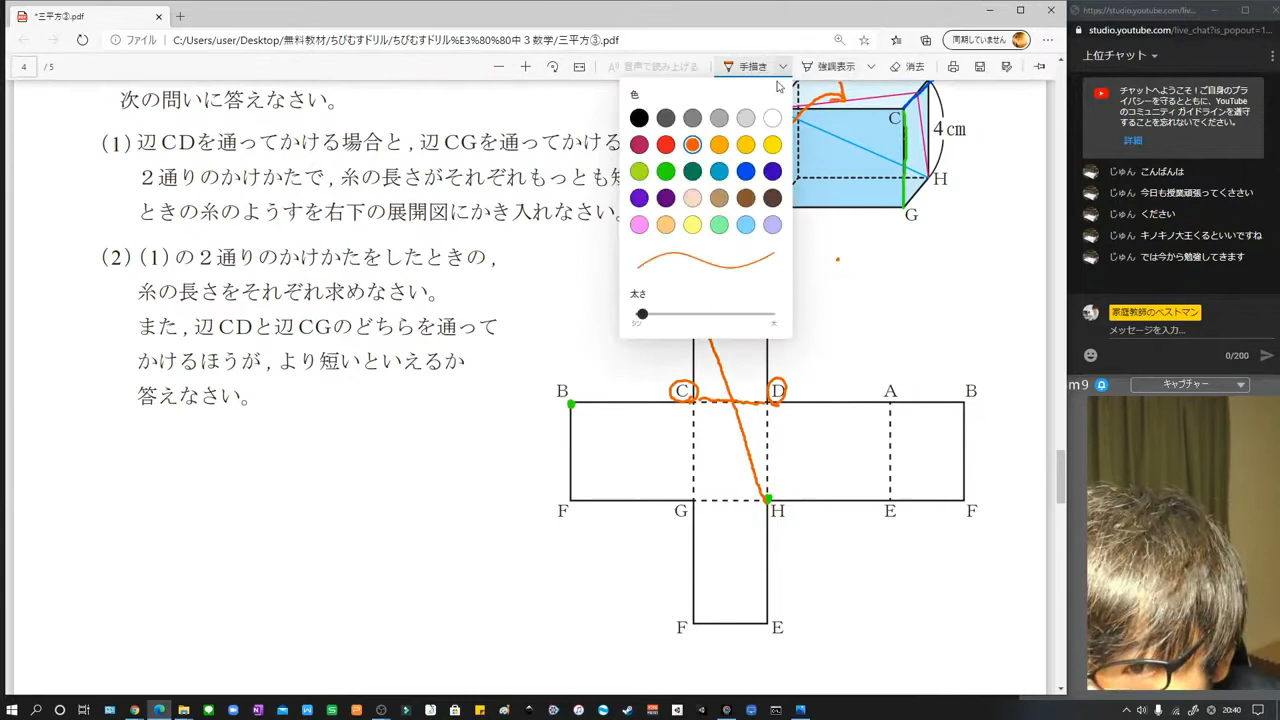 *三平方②.pdf
https://studio.youtube.com/liv...
ファイル
C:/Users/user/Desktop/無料教材/ちびむすドリル/ちびむすドリル%E3%80%80中3数学/三平方③.pdf
同期していません
studio.youtube.com/live_chat?is_popout=1...
4 /5
音声で読み上げる
手描き
強調表示
消去
上位チャット
色
太さ
次の問いに答えなさい。
(1) 辺CDを通ってかける場合と,辺CGを通ってかける
2通りのかけかたで,糸の長さがそれぞれもっとも短
ときの糸のようすを右下の展開図にかき入れなさい。
(2) (1)の2通りのかけかたをしたときの,
糸の長さをそれぞれ求めなさい。
また,辺CDと辺CGのどちらを通って
かけるほうが,より短いといえるか
答えなさい。
C
4cm
H
G
B C D A B
F G H E F
F E
チャットへようこそ!ご自身のプラ
イバシーを守るとともに、YouTube
のコミュニティ ガイドラインを遵守
することを忘れないでください。
詳細
じゅん こんばんは
じゅん 今日も授業頑張ってください
じゅん ください
じゅん キノキノ大王くるといいですね
じゅん では今から勉強してきます
家庭教師のベストマン
メッセージを入力...
0/200
m9
キャプチャー
20:40